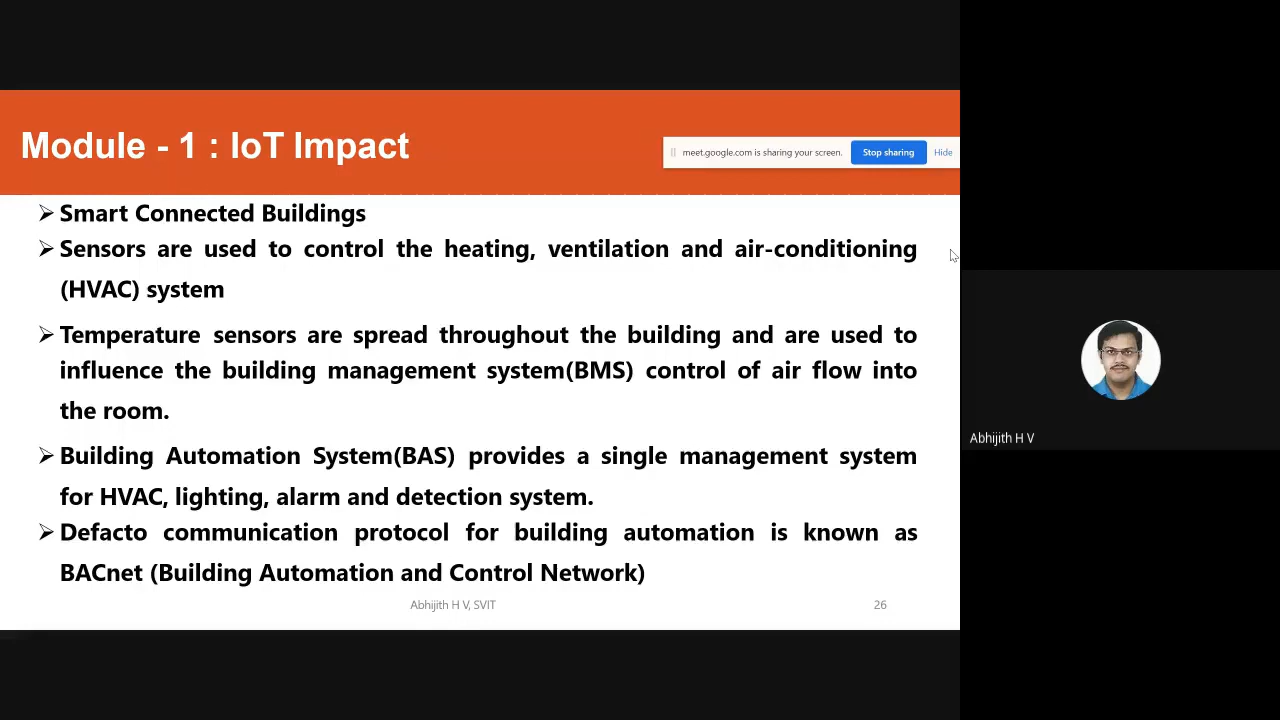 Module - 1 : IoT Impact
meet.google.com is sharing your screen. Stop sharing Hide
Smart Connected Buildings
Sensors are used to control the heating, ventilation and air-conditioning
(HVAC) system
Temperature sensors are spread throughout the building and are used to
influence the building management system(BMS) control of air flow into
the room.
Building Automation System(BAS) provides a single management system
for HVAC, lighting, alarm and detection system.
Defacto communication protocol for building automation is known as
BACnet (Building Automation and Control Network)
Abhijith H V, SVIT 26
Abhijith H V